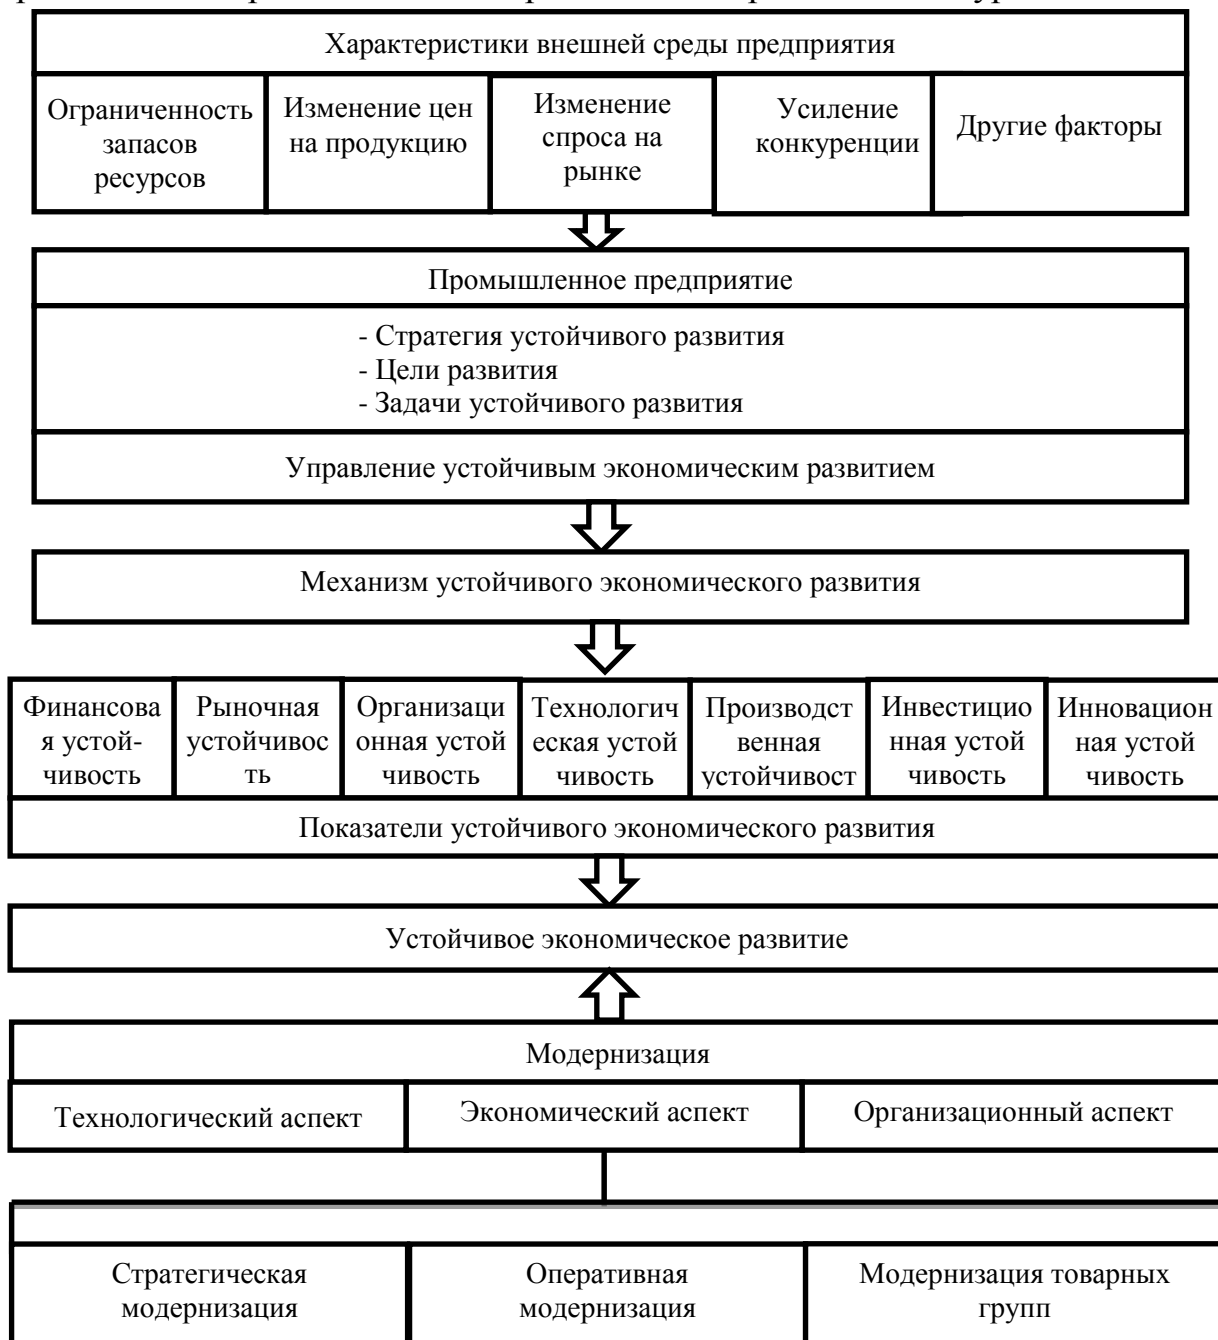 Характеристики внешней среды предприятия
Ограниченность
запасов
ресурсов
Изменение цен
на продукцию
Изменение
спроса на
рынке
Усиление
конкуренции
Другие факторы
Промышленное предприятие
- Стратегия устойчивого развития
- Цели развития
- Задачи устойчивого развития
Управление устойчивым экономическим развитием
Механизм устойчивого экономического развития
Финансова
я устой-
чивость
Рыночная
устойчивос
ть
Организаци
онная устой
чивость
Технологич
еская устой
чивость
Производст
венная
устойчивост
Инвестицио
нная устой
чивость
Инновацион
ная устой
чивость
Показатели устойчивого экономического развития
Устойчивое экономическое развитие
Модернизация
Технологический аспект
Экономический аспект
Организационный аспект
Стратегическая
модернизация
Оперативная
модернизация
Модернизация товарных
групп